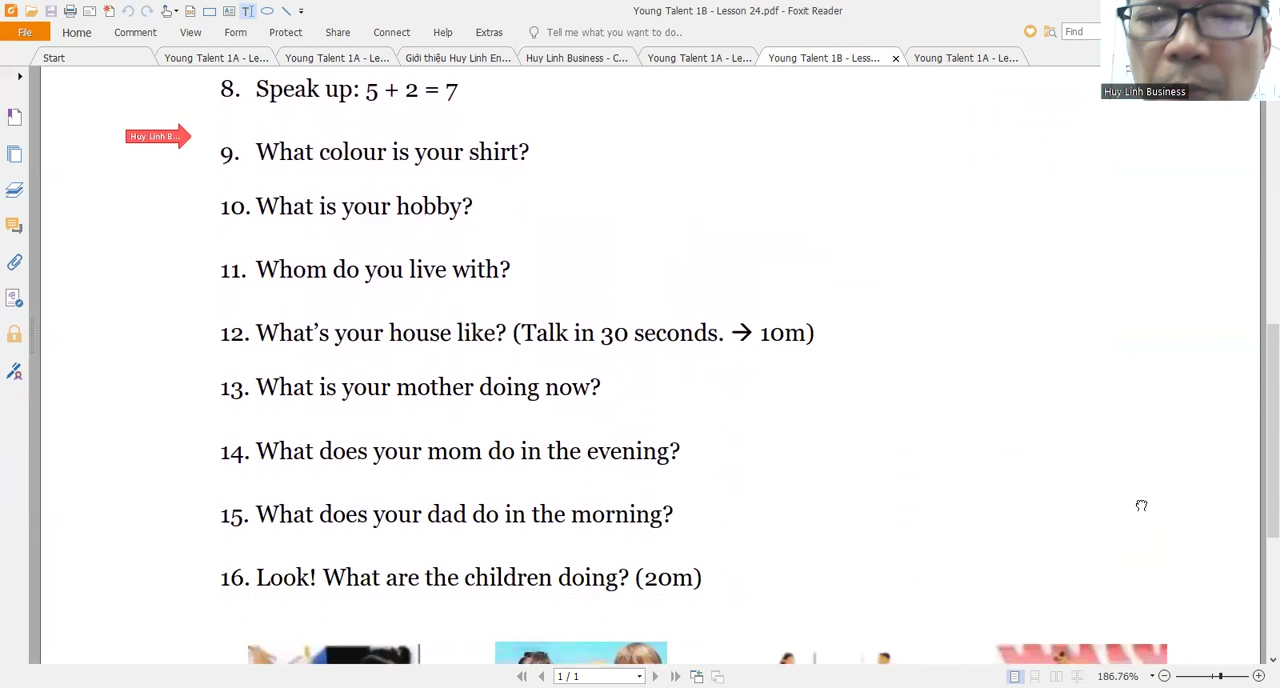 Young Talent 1B - Lesson 24.pdf - Foxit Reader
File Home Comment View Form Protect Share Connect Help Extras Tell me what you want to do.. Find
Start Young Talent 1A - Le... Young Talent 1A - Le... Giới thiệu Huy Linh En... Huy Linh Business - C... Young Talent 1A - Le... Young Talent 1B - Less... Young Talent 1A - Le...
Huy Linh Business
8. Speak up: 5 + 2 = 7
Huy Linh B...
9. What colour is your shirt?
10. What is your hobby?
11. Whom do you live with?
12. What’s your house like? (Talk in 30 seconds. → 10m)
13. What is your mother doing now?
14. What does your mom do in the evening?
15. What does your dad do in the morning?
16. Look! What are the children doing? (20m)
1 / 1
186.76%